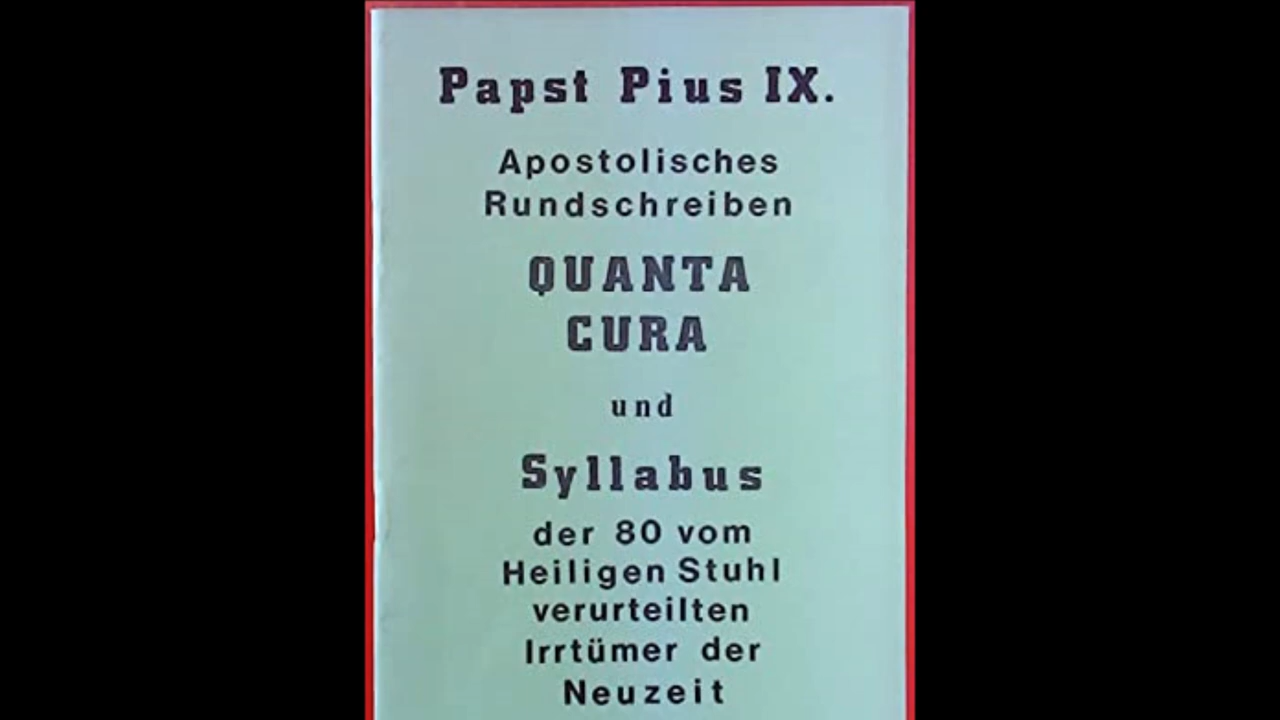 Papst Pius IX.
Apostolisches
Rundschreiben
QUANTA
CURA
und
Syllabus
der 80 vom
Heiligen Stuhl
verurteilten
Irrtümer der
Neuzeit